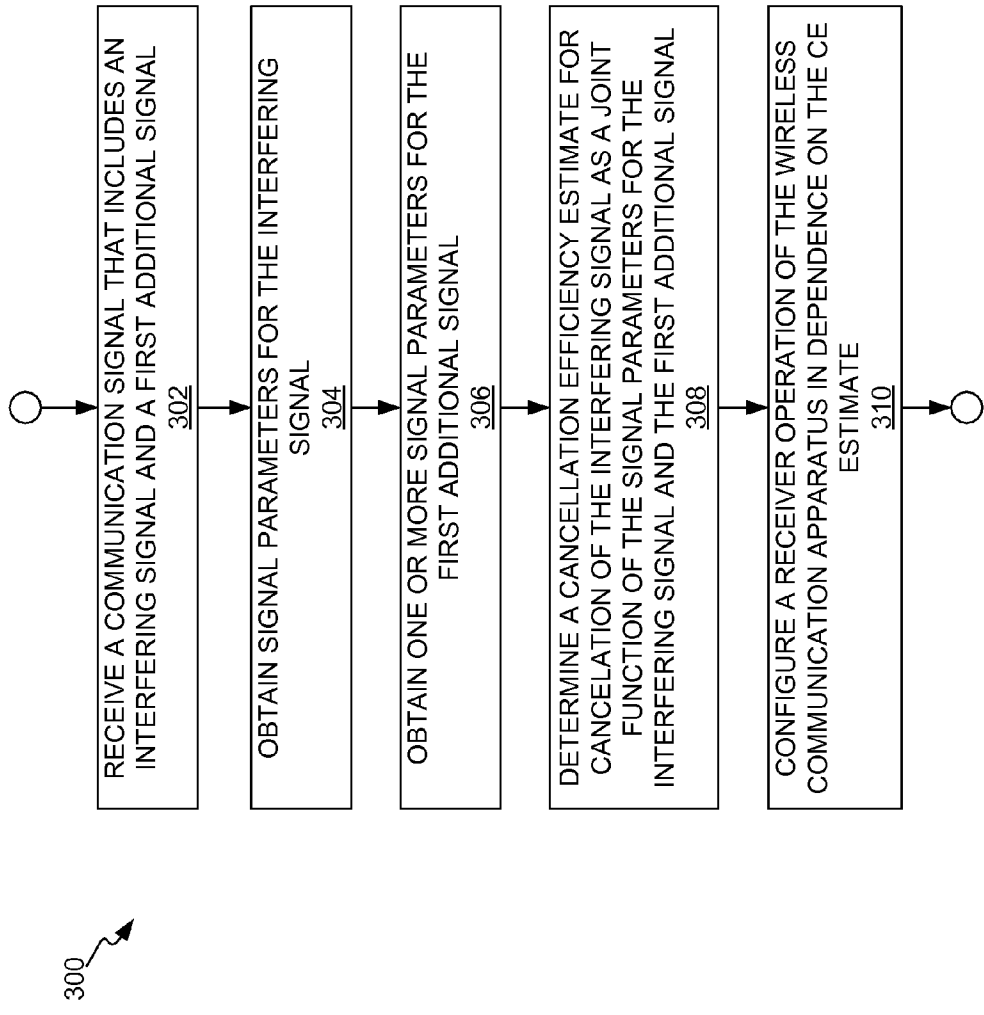 300
RECEIVE A COMMUNICATION SIGNAL THAT INCLUDES AN
INTERFERING SIGNAL AND A FIRST ADDITIONAL SIGNAL
302
OBTAIN SIGNAL PARAMETERS FOR THE INTERFERING
SIGNAL
304
OBTAIN ONE OR MORE SIGNAL PARAMETERS FOR THE
FIRST ADDITIONAL SIGNAL
306
DETERMINE A CANCELLATION EFFICIENCY ESTIMATE FOR
CANCELATION OF THE INTERFERING SIGNAL AS A JOINT
FUNCTION OF THE SIGNAL PARAMETERS FOR THE
INTERFERING SIGNAL AND THE FIRST ADDITIONAL SIGNAL
308
CONFIGURE A RECEIVER OPERATION OF THE WIRELESS
COMMUNICATION APPARATUS IN DEPENDENCE ON THE CE
ESTIMATE
310